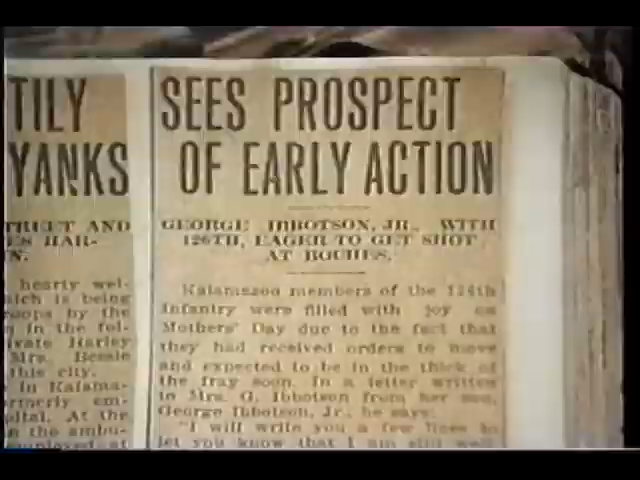 TILY
YANKS
TREET AND
ES HAR-
N.
hearty wel-
ich is being
roops by the
n in the fol-
ivate Harley
Mrs. Bessie
this city.
In Kalama-
rmerly em-
pital. At the
n the ambu-
employed at
SEES PROSPECT
OF EARLY ACTION
GEORGE IBBOTSON, JR., WITH
126TH, EAGER TO GET SHOT
AT BOCHES.
Kalamazoo members of the 126th
Infantry were filled with joy on
Mothers' Day due to the fact that
they had received orders to move
and expected to be in the thick of
the fray soon. In a letter written
to Mrs. G. Ibbotson from her son,
George Ibbotson, Jr., he says:
"I will write you a few lines to
let you know that I am still well